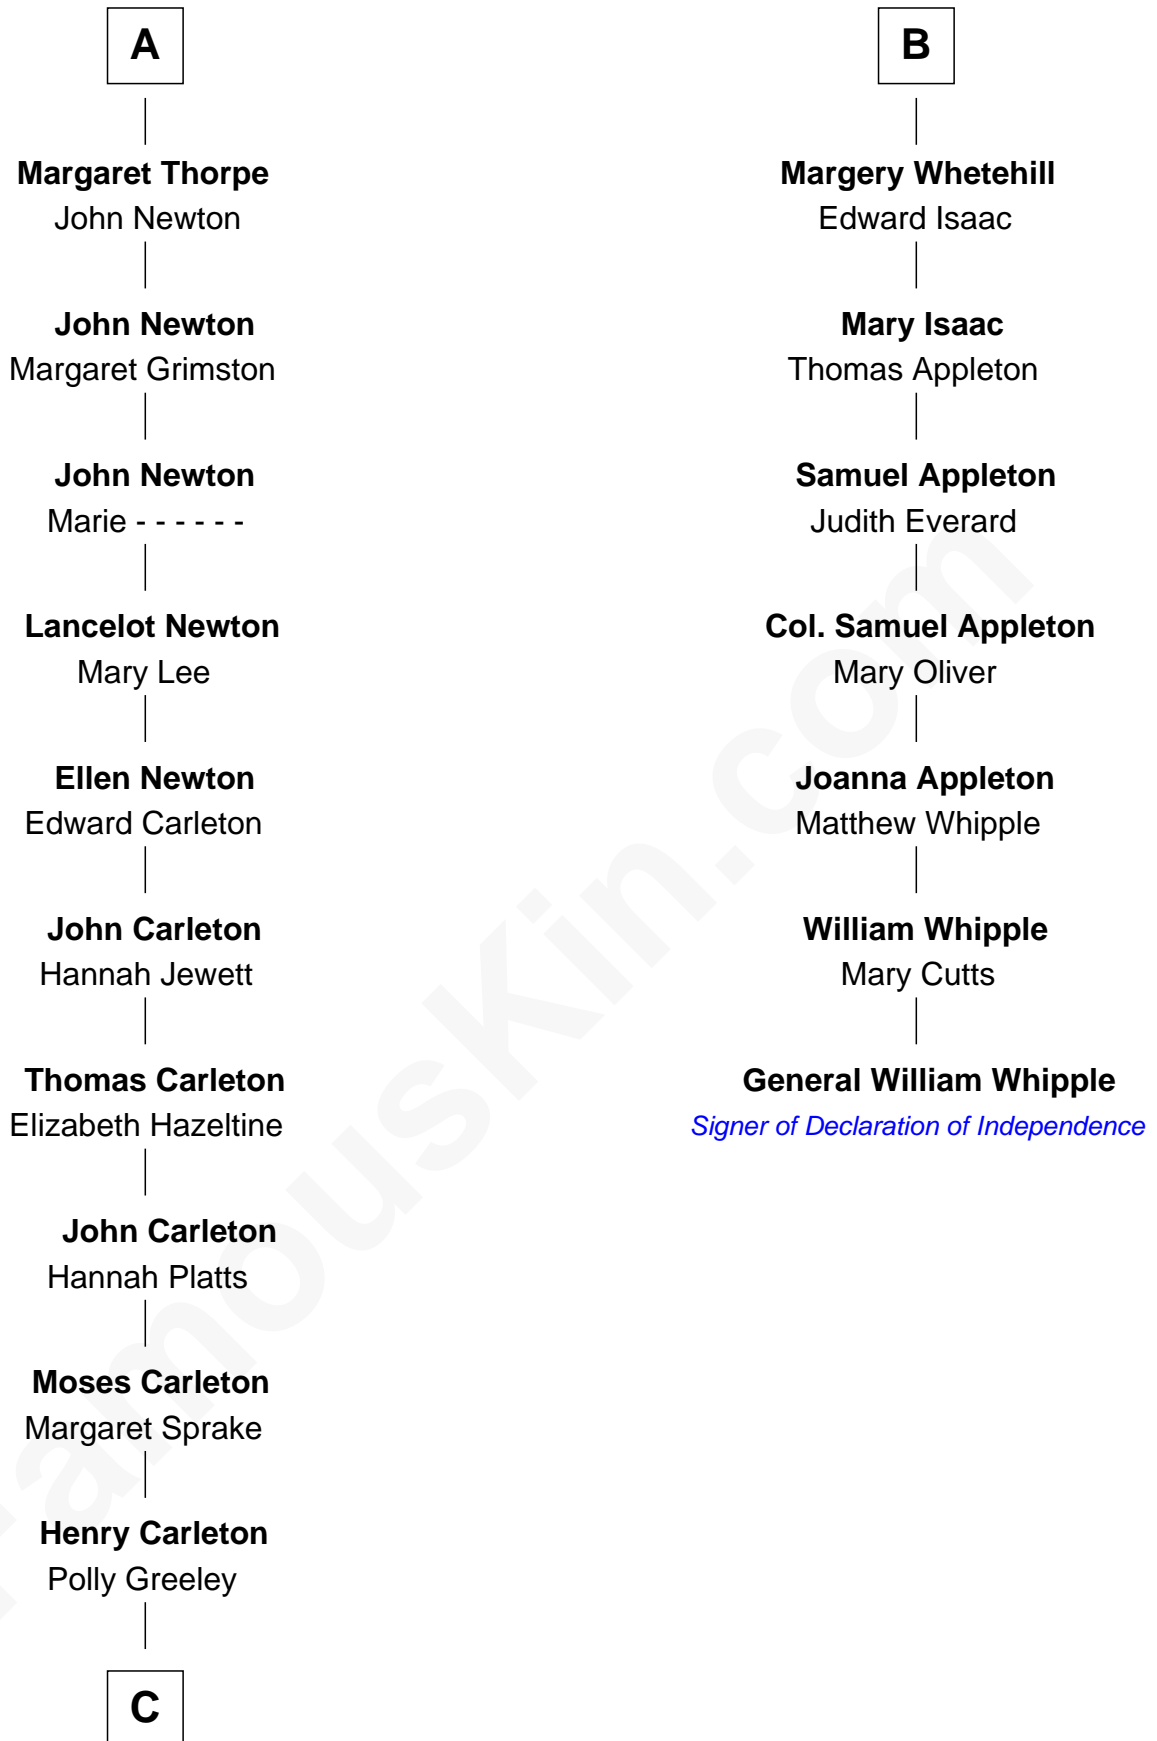 A
Margaret Thorpe
John Newton
John Newton
Margaret Grimston
John Newton
Marie - - - - - -
Lancelot Newton
Mary Lee
Ellen Newton
Edward Carleton
John Carleton
Hannah Jewett
Thomas Carleton
Elizabeth Hazeltine
John Carleton
Hannah Platts
Moses Carleton
Margaret Sprake
Henry Carleton
Polly Greeley
C
B
Margery Whetehill
Edward Isaac
Mary Isaac
Thomas Appleton
Samuel Appleton
Judith Everard
Col. Samuel Appleton
Mary Oliver
Joanna Appleton
Matthew Whipple
William Whipple
Mary Cutts
General William Whipple
Signer of Declaration of Independence
FamousKin.com